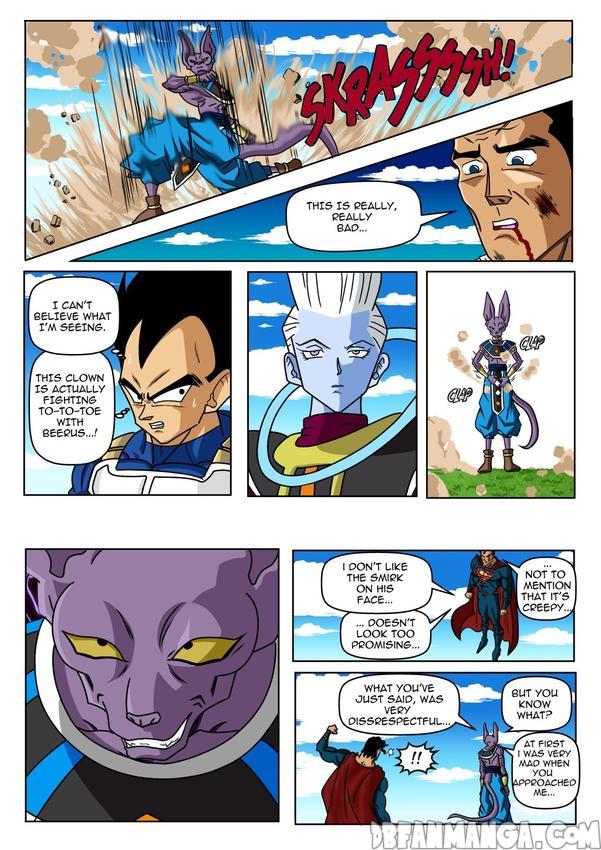 SKRASSSSSH!
THIS IS REALLY,
REALLY
BAD...
I CAN'T
BELIEVE WHAT
I'M SEEING.
THIS CLOWN
IS ACTUALLY
FIGHTING
TO-TO-TOE
WITH
BEERUS...!
CLAP
CLAP
I DON'T LIKE
THE SMIRK
ON HIS
FACE...
... DOESN'T
LOOK TOO
PROMISING...
...
NOT TO
MENTION
THAT IT'S
CREEPY...
WHAT YOU'VE
JUST SAID, WAS
VERY
DISSRESPECTFUL...
!!
BUT YOU
KNOW
WHAT?
AT FIRST
I WAS VERY
MAD WHEN
YOU
APPROACHED
ME...
DBFANMANGA.COM